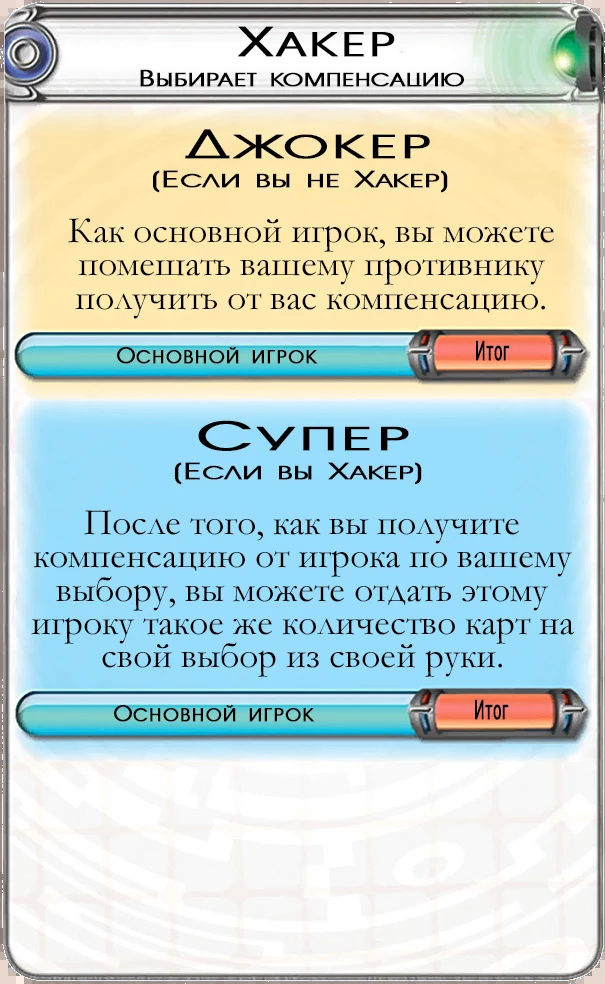 Хакер
Выбирает компенсацию
Джокер
(Если вы не Хакер)
Как основной игрок, вы можете
помешать вашему противнику
получить от вас компенсацию.
Основной игрок Итог
Супер
(Если вы Хакер)
После того, как вы получите
компенсацию от игрока по вашему
выбору, вы можете отдать этому
игроку такое же количество карт на
свой выбор из своей руки.
Основной игрок Итог